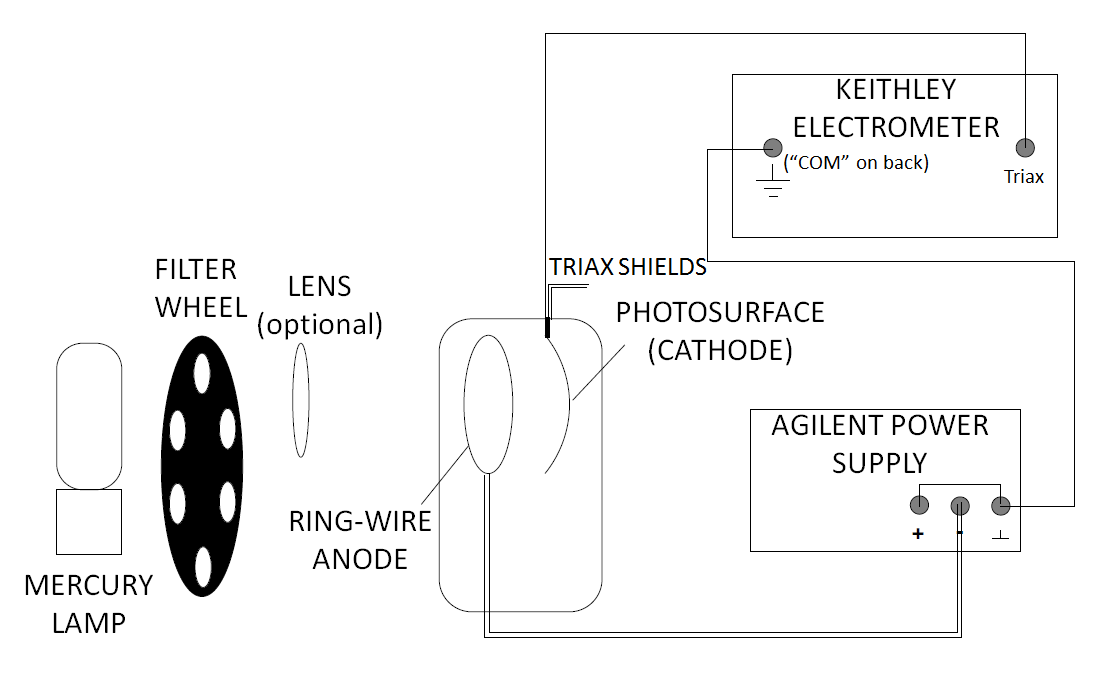 KEITHLEY
ELECTROMETER
(“COM” on back)
Triax
FILTER
WHEEL
LENS
(optional)
TRIAX SHIELDS
PHOTOSURFACE
(CATHODE)
AGILENT POWER
SUPPLY
+
-
RING-WIRE
ANODE
MERCURY
LAMP